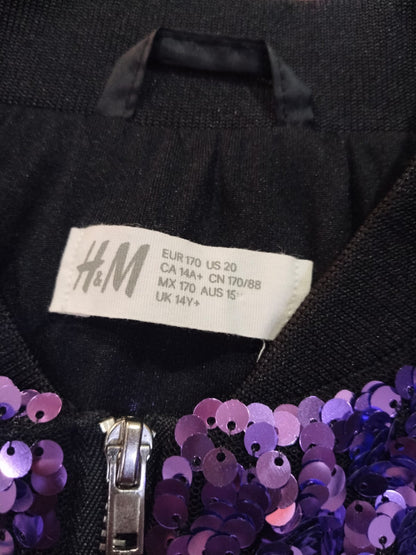 H&M
EUR 170 US 20
CA 14A+ CN 170/88
MX 170 AUS 15+
UK 14Y+